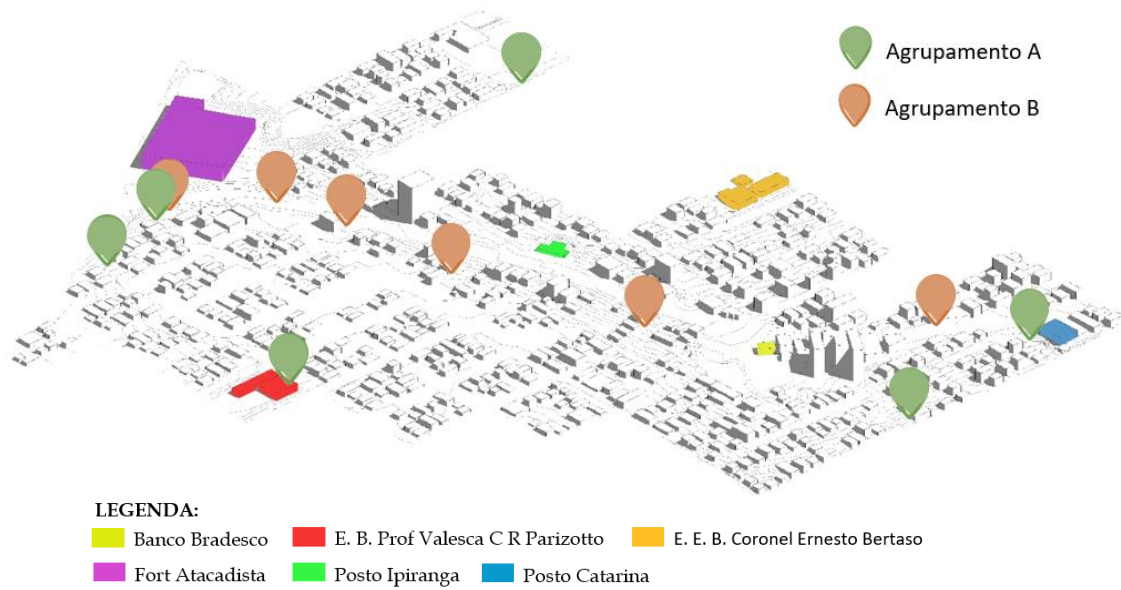 Agrupamento A
Agrupamento B
LEGENDA:
Banco Bradesco E. B. Prof Valesca C R Parizotto E. E. B. Coronel Ernesto Bertaso
Fort Atacadista Posto Ipiranga Posto Catarina